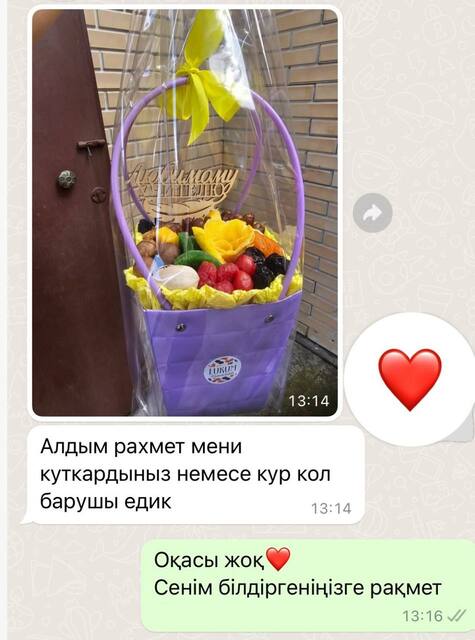 Любимому
УЧИТЕЛЮ
LUKUM
13:14
Алдым рахмет мени
куткардыныз немесе кур кол
барушы едик
13:14
Оқасы жоқ❤️
Сенім білдіргеніңізге рақмет
13:16